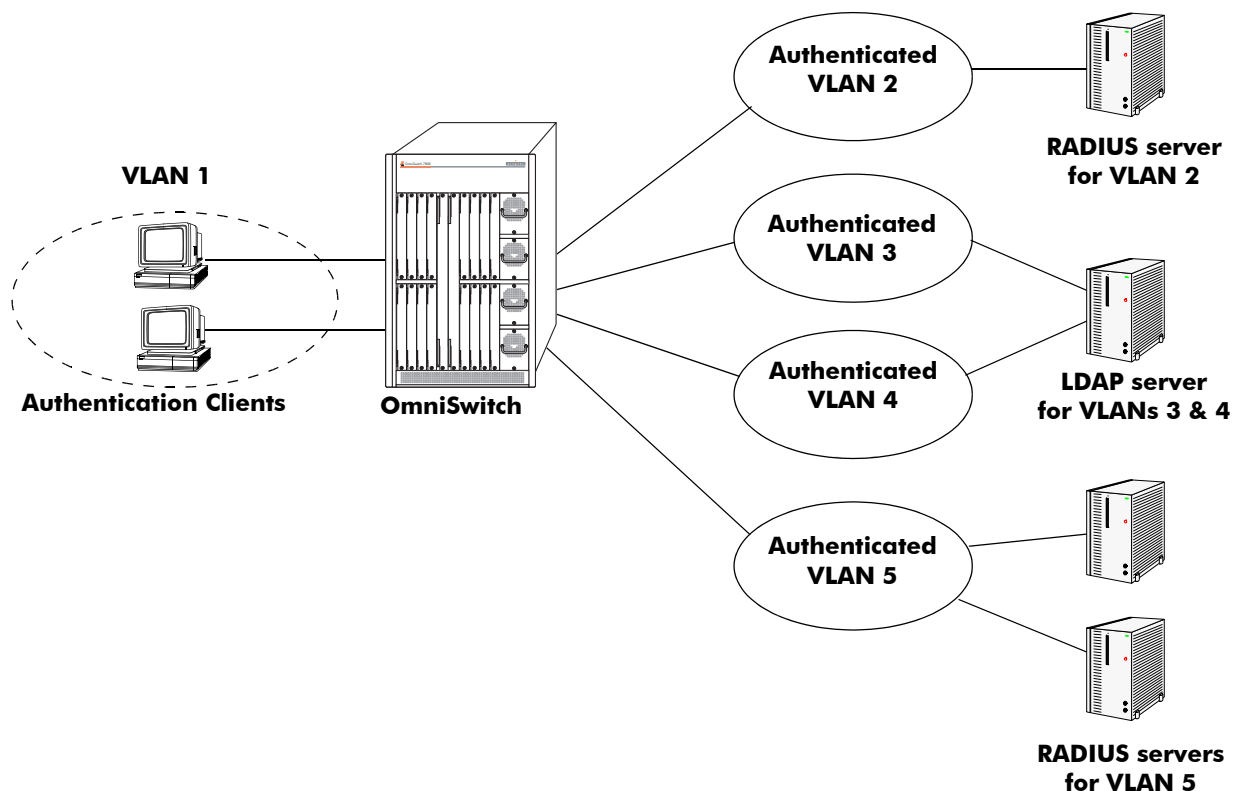 Authenticated
VLAN 2
RADIUS server
for VLAN 2
VLAN 1
Authenticated
VLAN 3
Authenticated
VLAN 4
LDAP server
for VLANs 3 & 4
Authentication Clients
OmniSwitch
Authenticated
VLAN 5
RADIUS servers
for VLAN 5